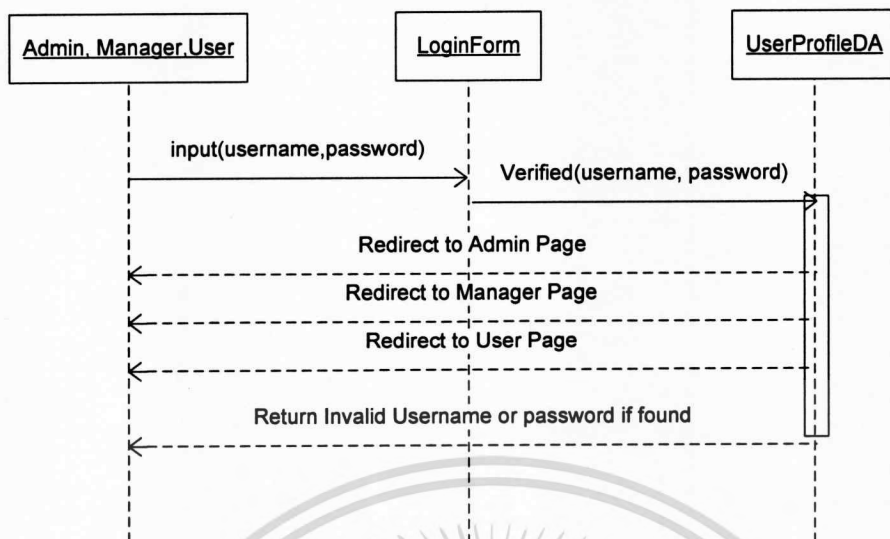 Admin, Manager,User
LoginForm
UserProfileDA
input(username,password)
Verified(username, password)
Redirect to Admin Page
Redirect to Manager Page
Redirect to User Page
Return Invalid Username or password if found